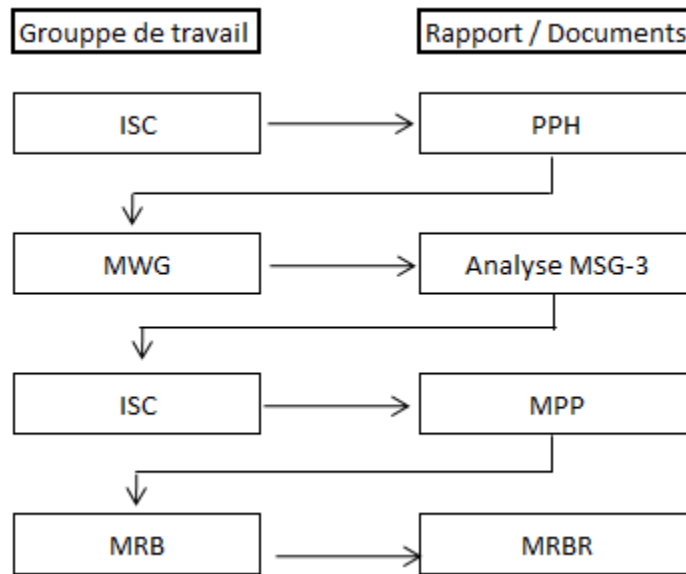 Grouppe de travail
Rapport / Documents
ISC
PPH
MWG
Analyse MSG-3
ISC
MPP
MRB
MRBR